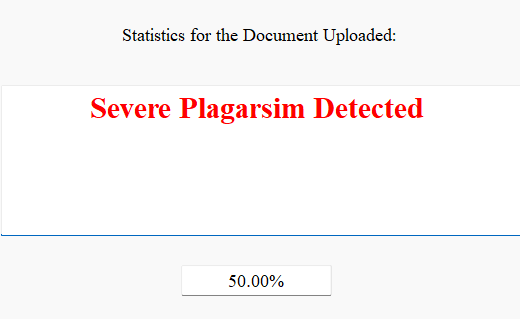 Statistics for the Document Uploaded:
Severe Plagarsim Detected
50.00%